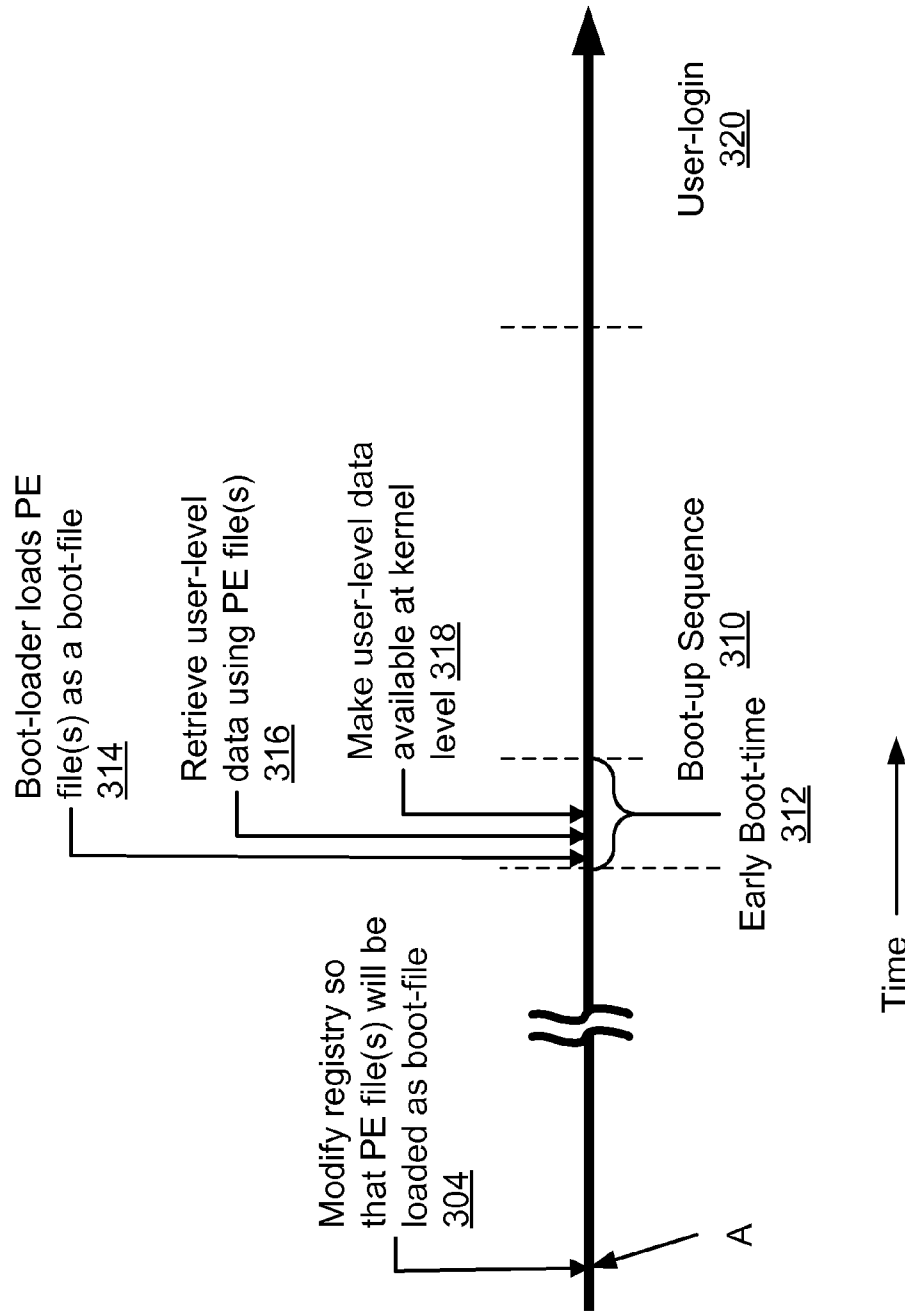 Boot-loader loads PE
file(s) as a boot-file
314
Retrieve user-level
data using PE file(s)
316
Make user-level data
available at kernel
level 318
Modify registry so
that PE file(s) will be
loaded as boot-file
304
A
Early Boot-time
312
Boot-up Sequence
310
User-login
320
Time